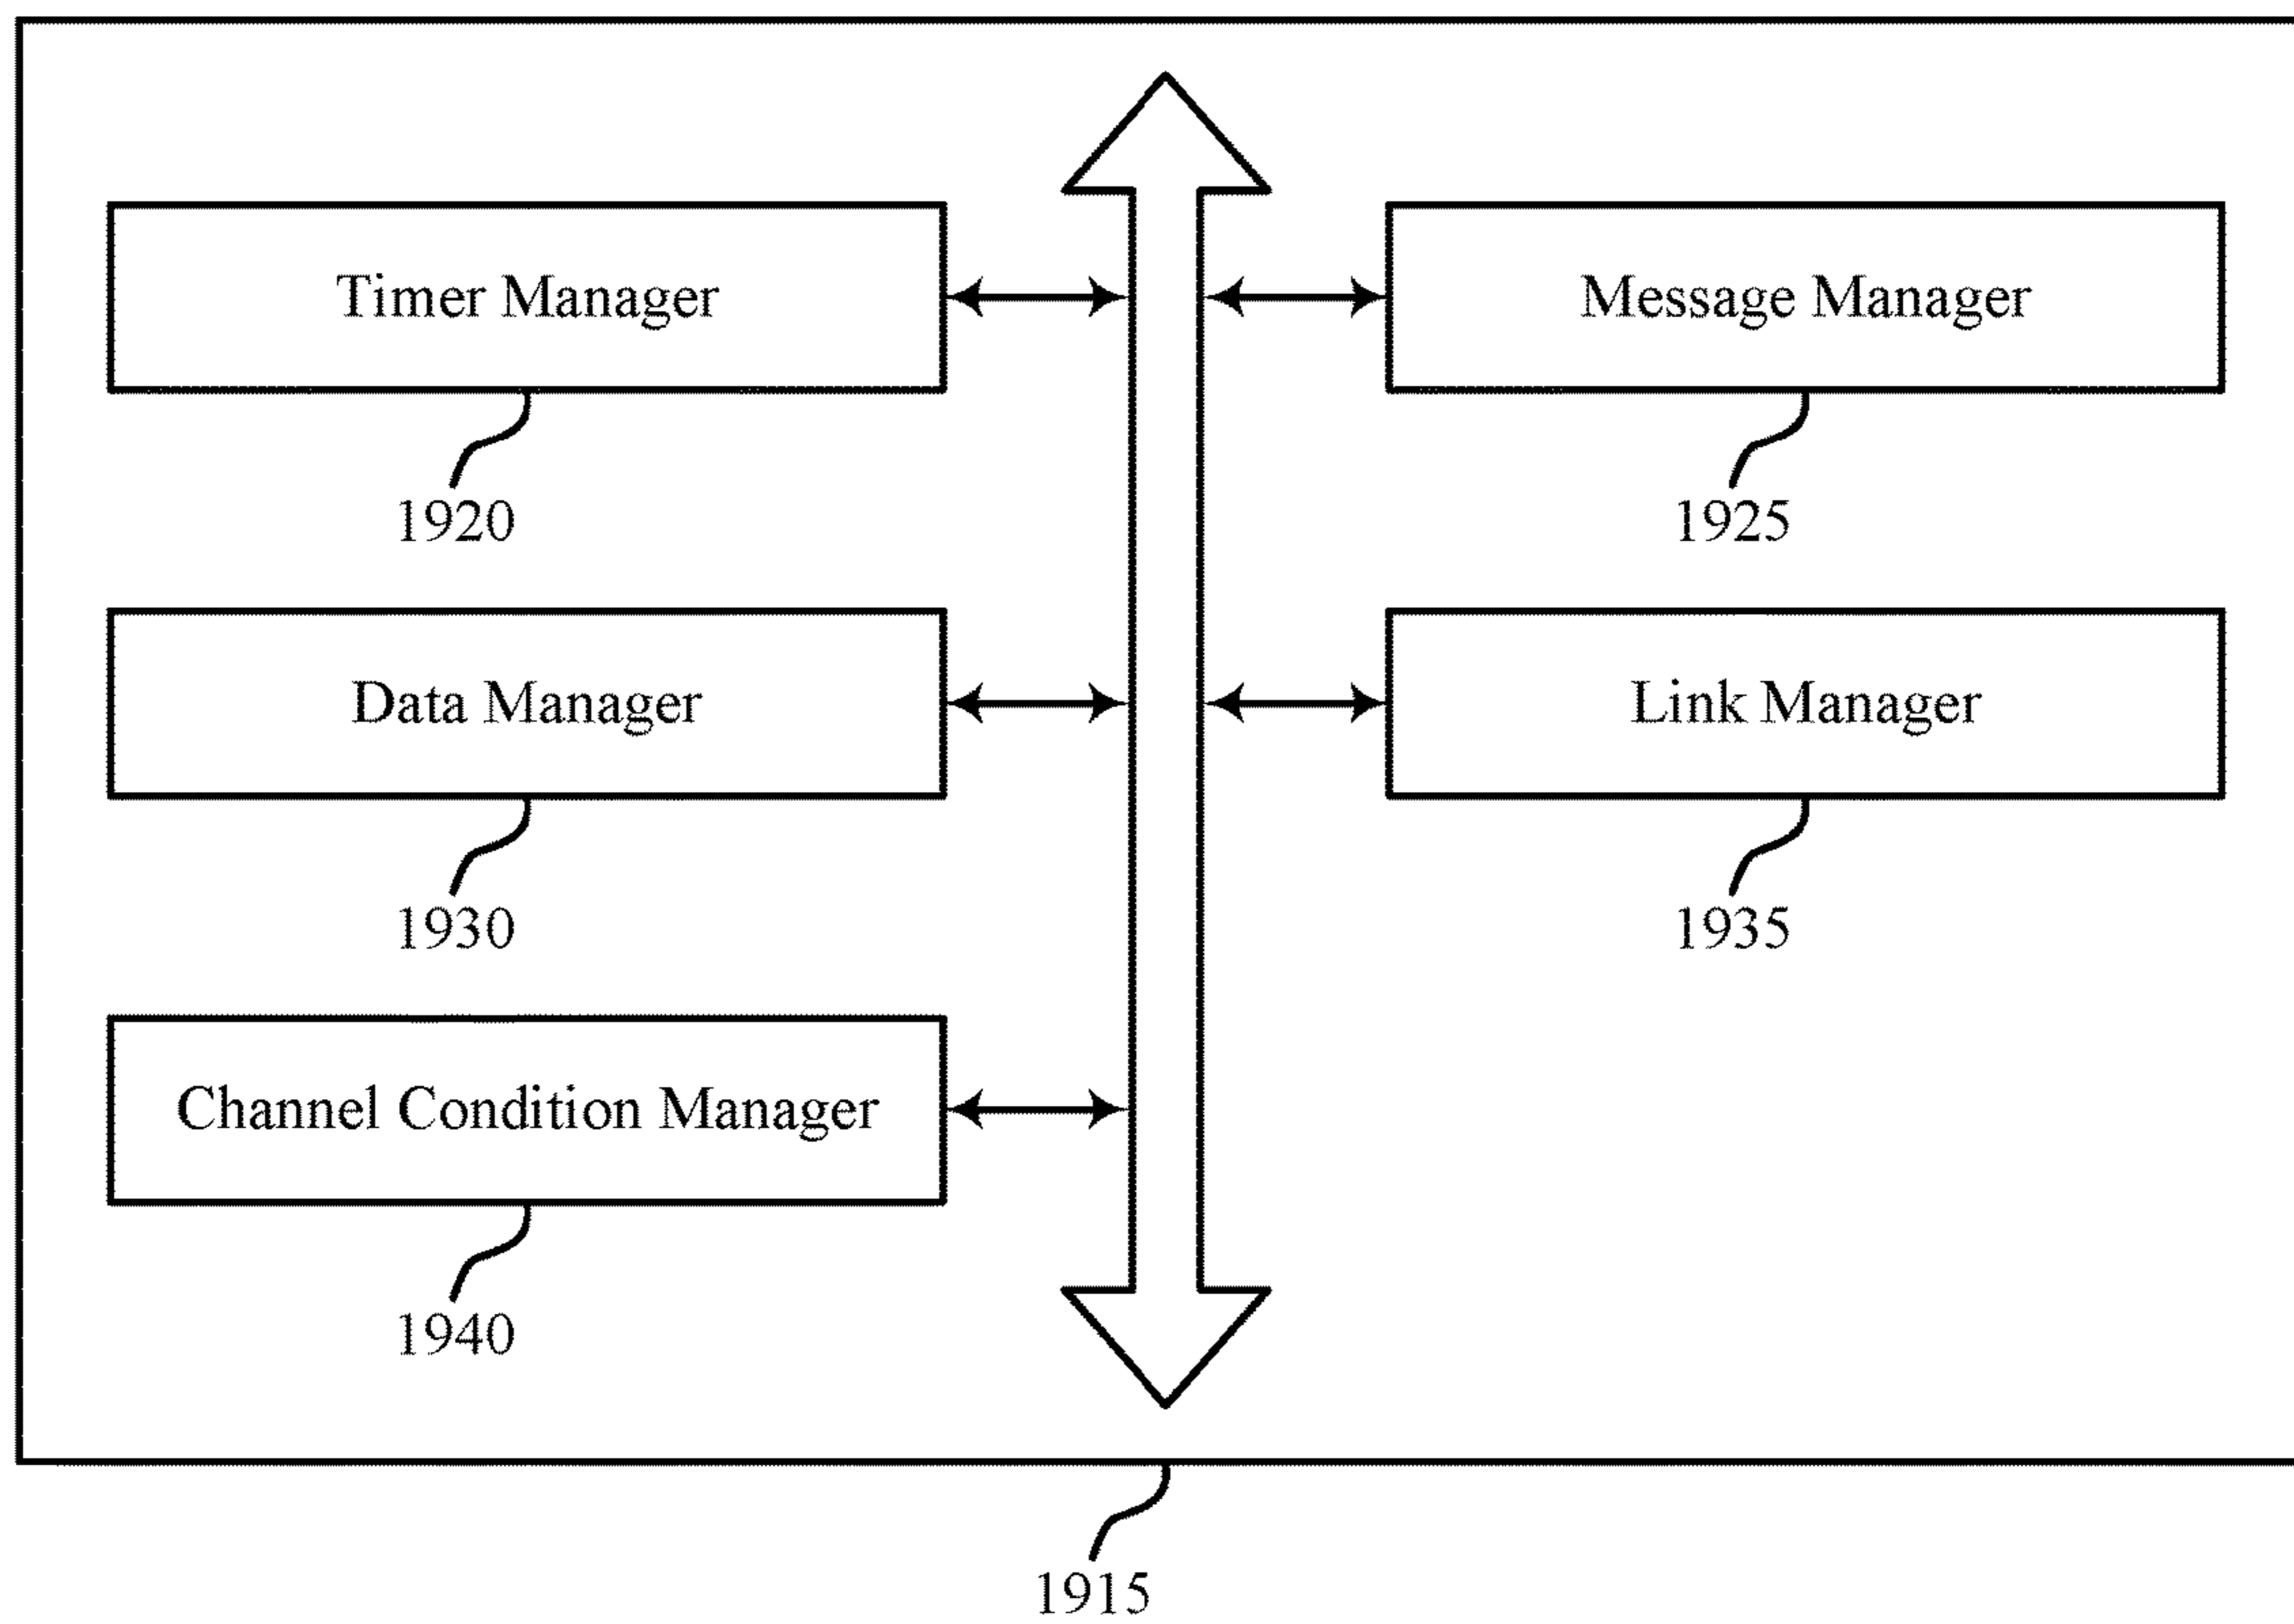 Timer Manager
Message Manager
1920
1925
Data Manager
Link Manager
1930
1935
Channel Condition Manager
1940
1915